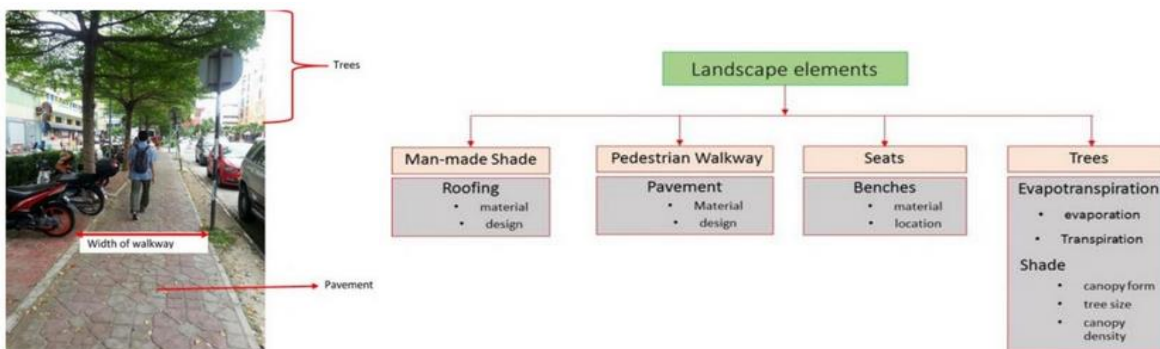 Trees
Width of walkway
Pavement
Landscape elements
Man-made Shade
Roofing
• material
• design
Pedestrian Walkway
Pavement
• Material
• design
Seats
Benches
• material
• location
Trees
Evapotranspiration
• evaporation
• Transpiration
Shade
• canopy form
• tree size
• canopy
density